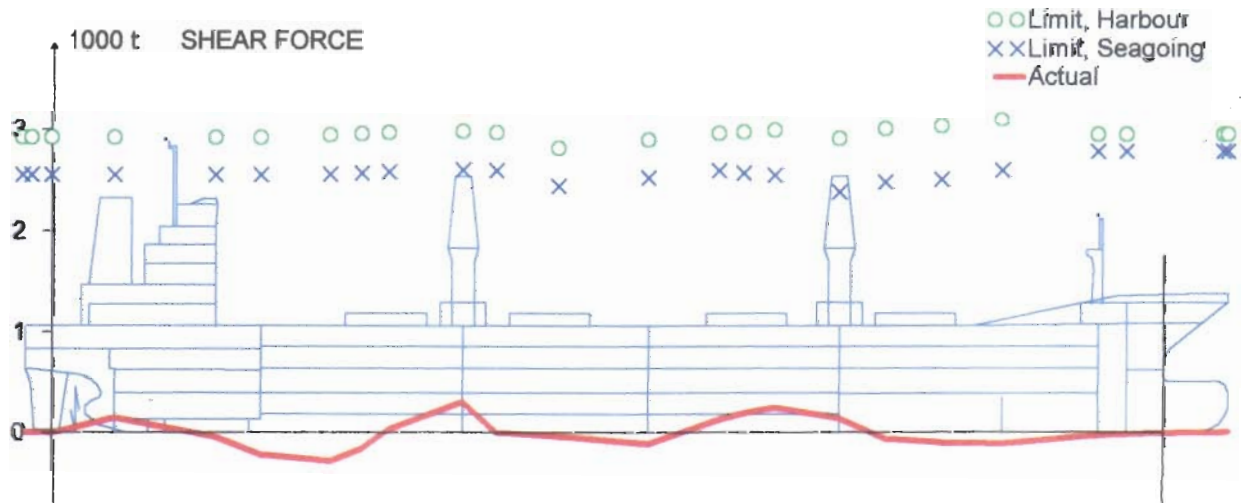 1000 t SHEAR FORCE
Limit, Harbour
Limit, Seagoing
Actual
3
2
1
0